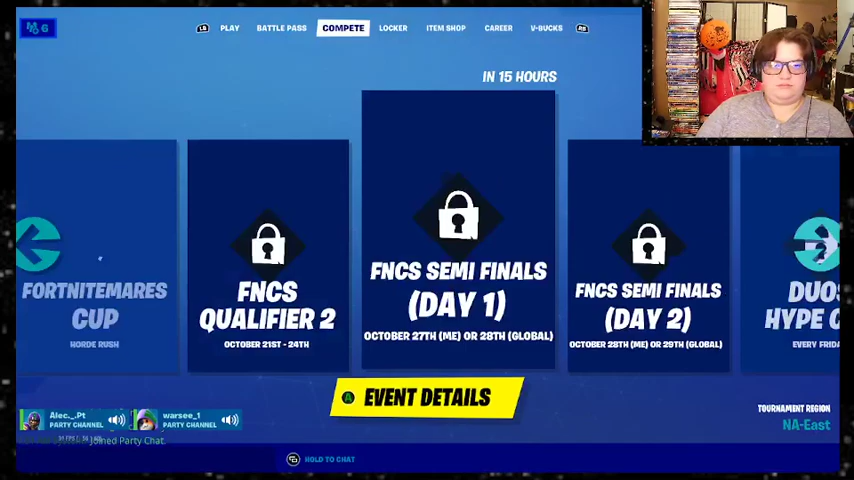 PLAY BATTLE PASS COMPETE LOCKER ITEM SHOP CAREER V-BUCKS
IN 15 HOURS
FORTNITEMARES
CUP
HORDE RUSH
FNCS
QUALIFIER 2
OCTOBER 21ST - 24TH
FNCS SEMI FINALS
(DAY 1)
OCTOBER 27TH (ME) OR 28TH (GLOBAL)
FNCS SEMI FINALS
(DAY 2)
OCTOBER 28TH (ME) OR 29TH (GLOBAL)
DUOS
HYPE
EVERY
A EVENT DETAILS
Alec._.Pt
PARTY CHANNEL
warsee_1
PARTY CHANNEL
Joined Party Chat.
TOURNAMENT REGION
NA-East
HOLD TO CHAT